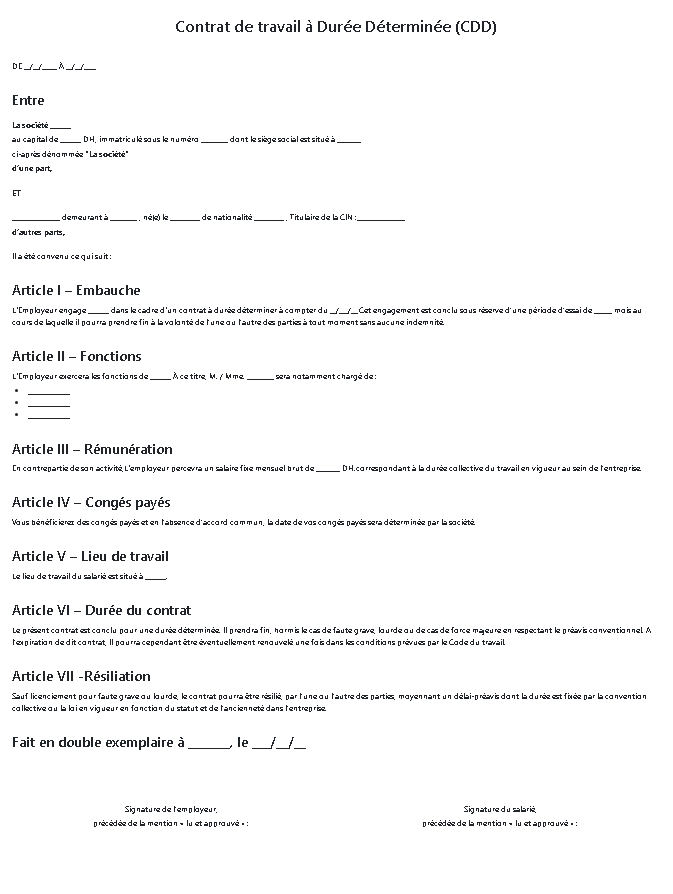 Contrat de travail à Durée Déterminée (CDD)
DE __/__/____ À __/__/____
Entre
La société ______
au capital de ______ DH, immatriculé sous le numéro ________ dont le siège social est situé à _______
ci-après dénommée "La société"
d'une part,
ET
______________ demeurant à ________ , né(e) le _________ de nationalité _________ , Titulaire de la CIN : ______________
d'autres parts,
Il a été convenu ce qui suit :
Article I – Embauche
L'Employeur engage ______ dans le cadre d'un contrat à durée déterminer à compter du __/__/__Cet engagement est conclu sous réserve d'une période d'essai de _____ mois au
cours de laquelle il pourra prendre fin à la volonté de l'une ou l'autre des parties à tout moment sans aucune indemnité.
Article II – Fonctions
L'Employeur exercera les fonctions de ______ À ce titre, M. / Mme. ________ sera notamment chargé de :
• ____________
• ____________
• ____________
Article III – Rémunération
En contrepartie de son activité,L'employeur percevra un salaire fixe mensuel brut de _______ DH.correspondant à la durée collective du travail en vigueur au sein de l'entreprise.
Article IV – Congés payés
Vous bénéficierez des congés payés et en l'absence d'accord commun, la date de vos congés payés sera déterminée par la société.
Article V – Lieu de travail
Le lieu de travail du salarié est situé à ______.
Article VI – Durée du contrat
Le présent contrat est conclu pour une durée déterminée. Il prendra fin, hormis le cas de faute grave, lourde ou de cas de force majeure en respectant le préavis conventionnel. A
l'expiration de dit contrat, Il pourra cependant être éventuellement renouvelé une fois dans les conditions prévues par le Code du travail.
Article VII -Résiliation
Sauf licenciement pour faute grave ou lourde, le contrat pourra être résilié, par l'une ou l'autre des parties, moyennant un délai-préavis dont la durée est fixée par la convention
collective ou la loi en vigueur en fonction du statut et de l'ancienneté dans l'entreprise.
Fait en double exemplaire à ______, le ___/__/__
Signature de l'employeur, Signature du salarié,
précédée de la mention « lu et approuvé » : précédée de la mention « lu et approuvé » :